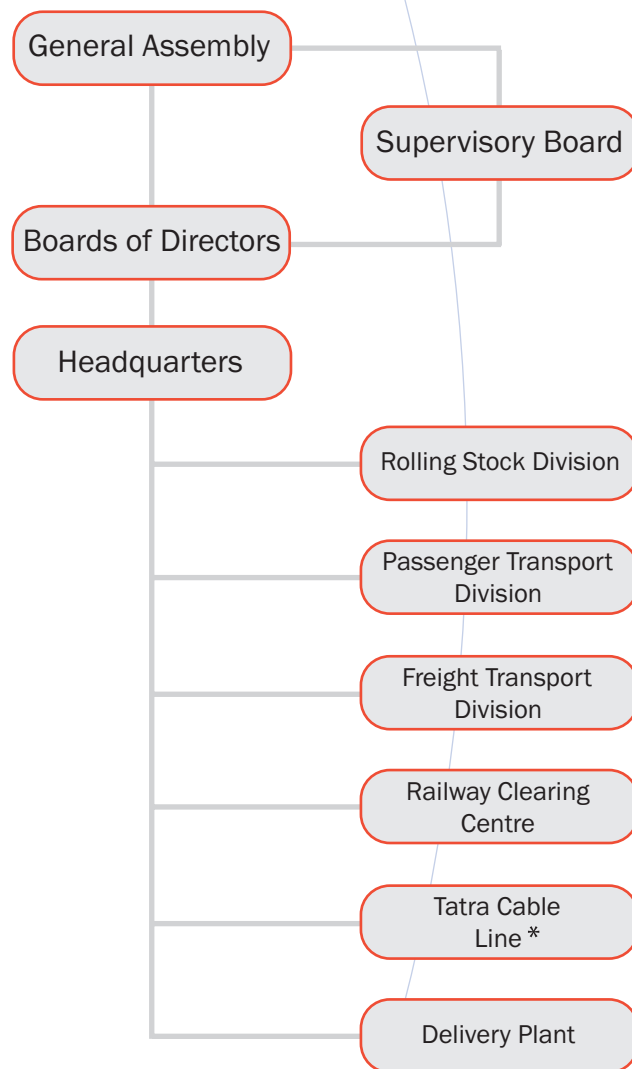 General Assembly
Supervisory Board
Boards of Directors
Headquarters
Rolling Stock Division
Passenger Transport
Division
Freight Transport
Division
Railway Clearing
Centre
Tatra Cable
Line *
Delivery Plant